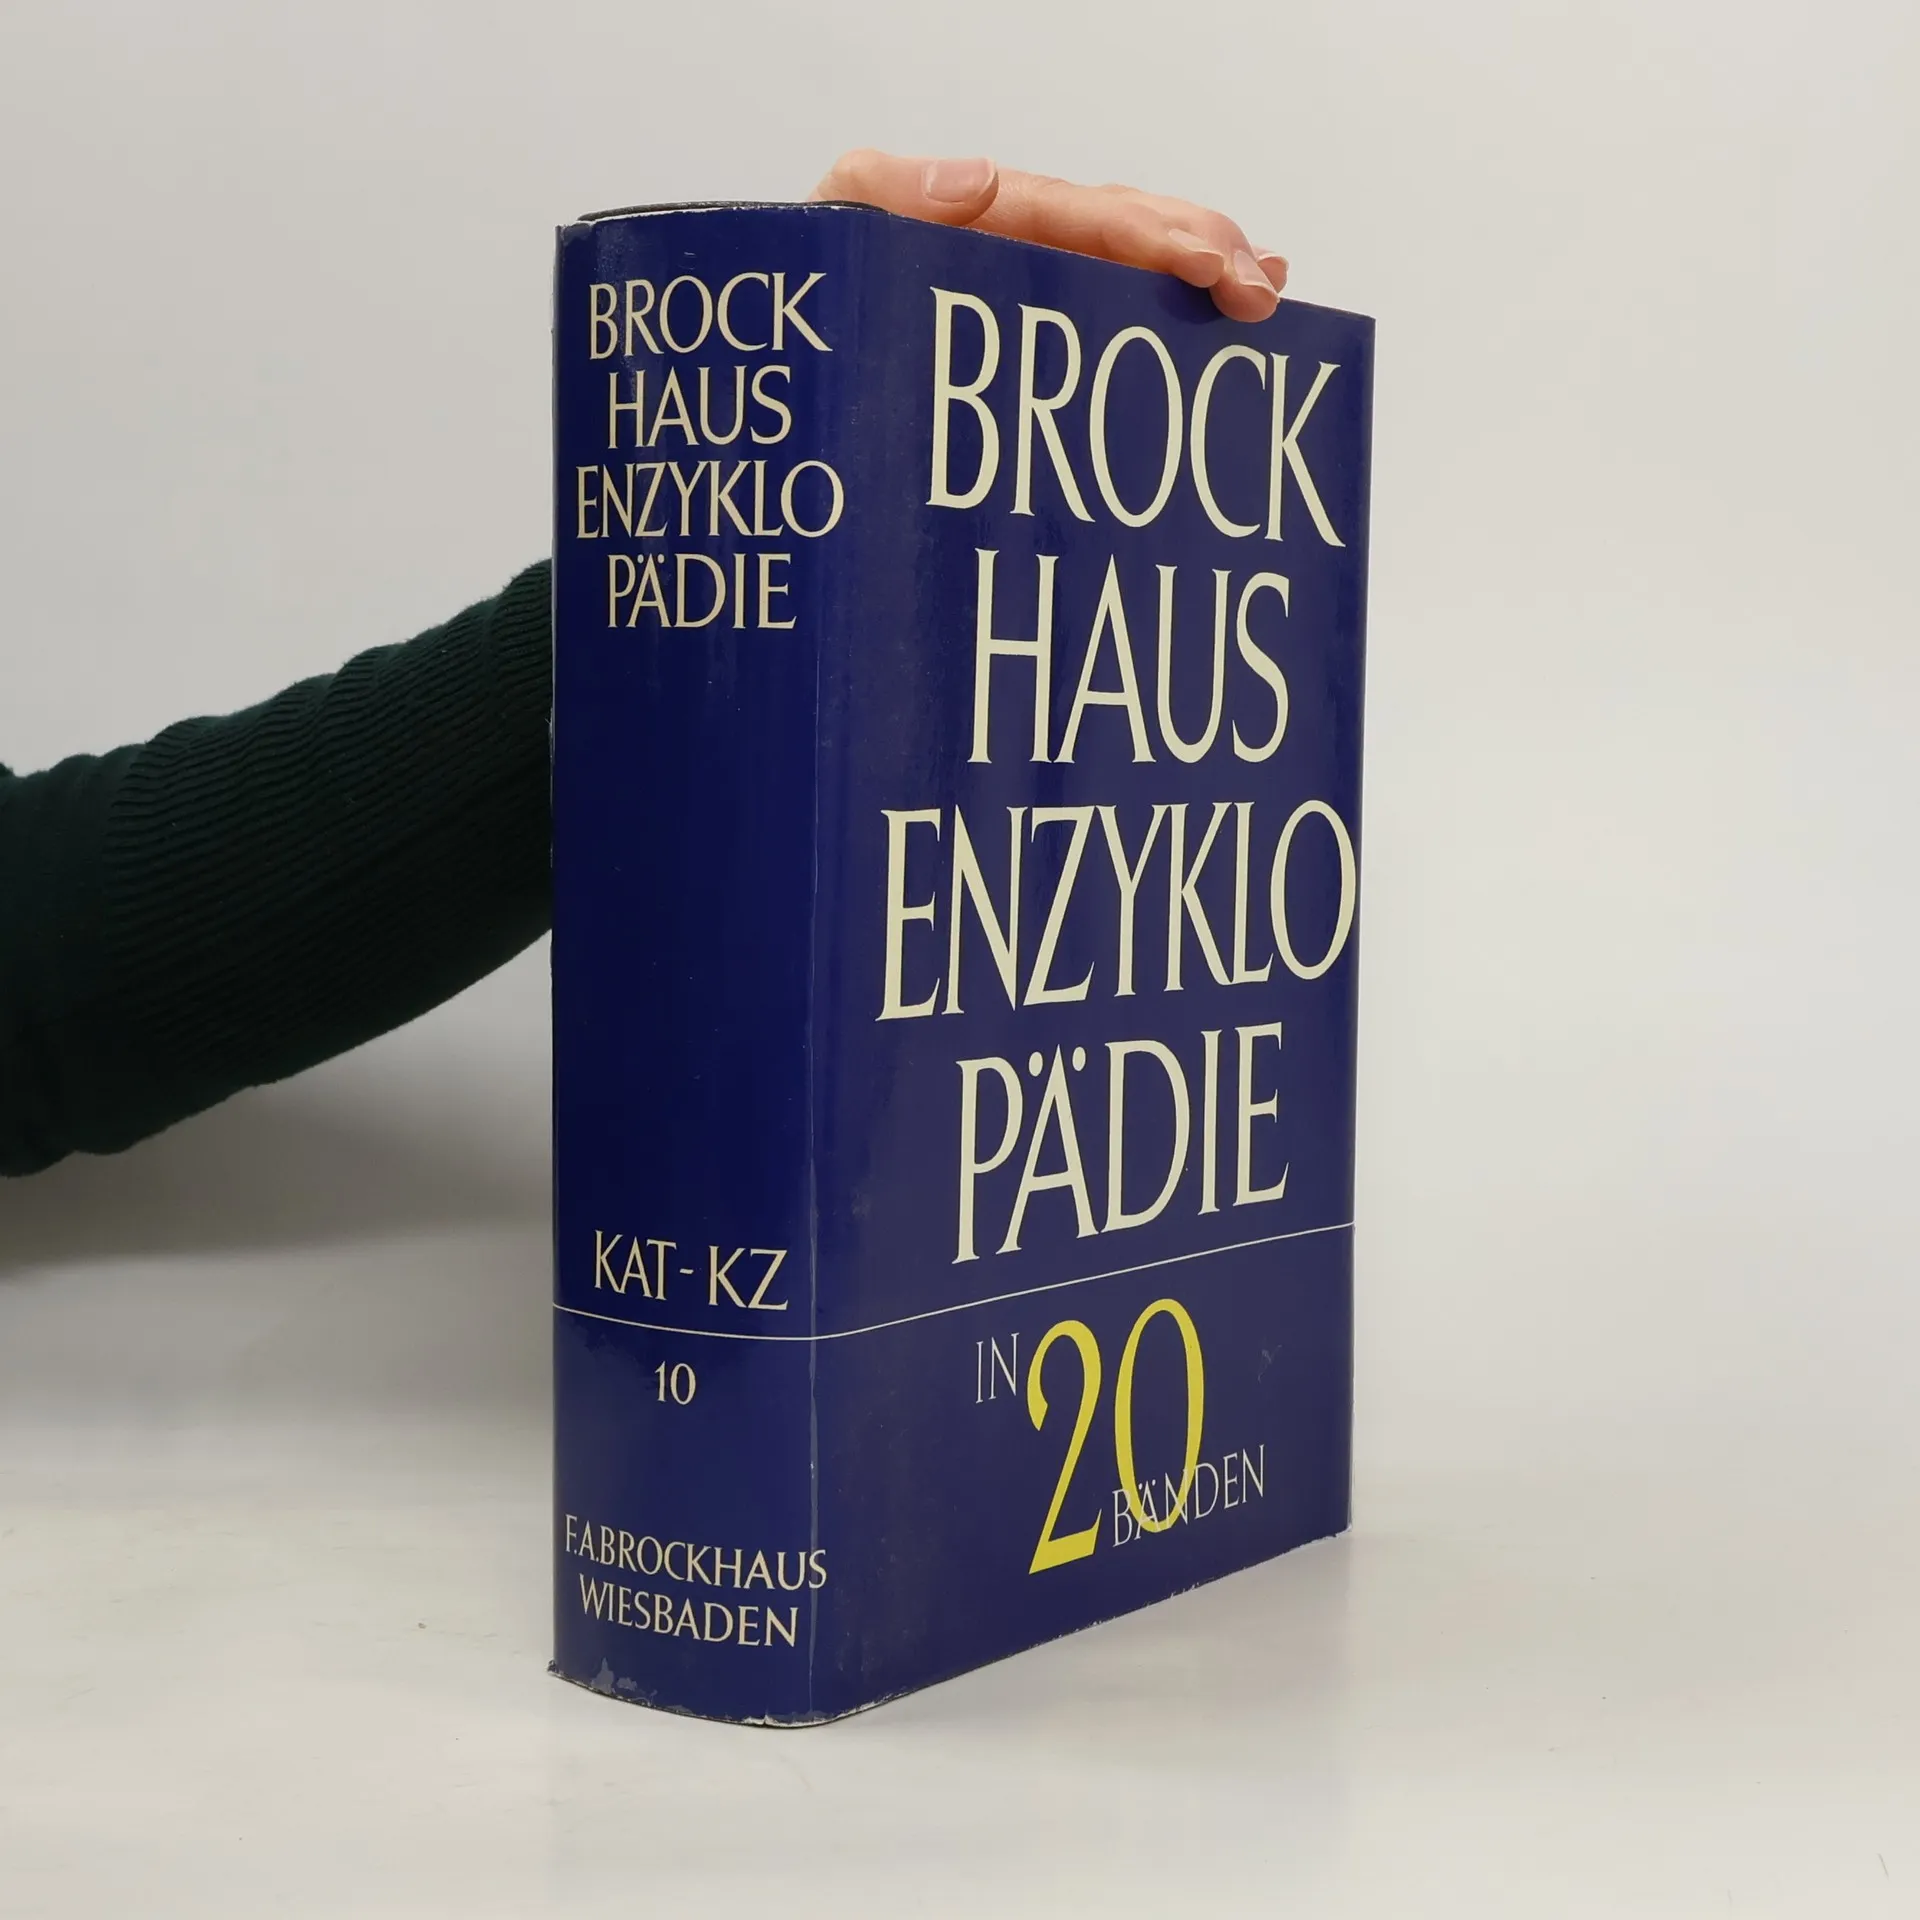 BROCK
HAUS
ENZYKLO
PÄDIE
KAT-KZ
10
F.A.BROCKHAUS
WIESBADEN
BROCK
HAUS
ENZYKLO
PÄDIE
IN 20
BÄNDEN